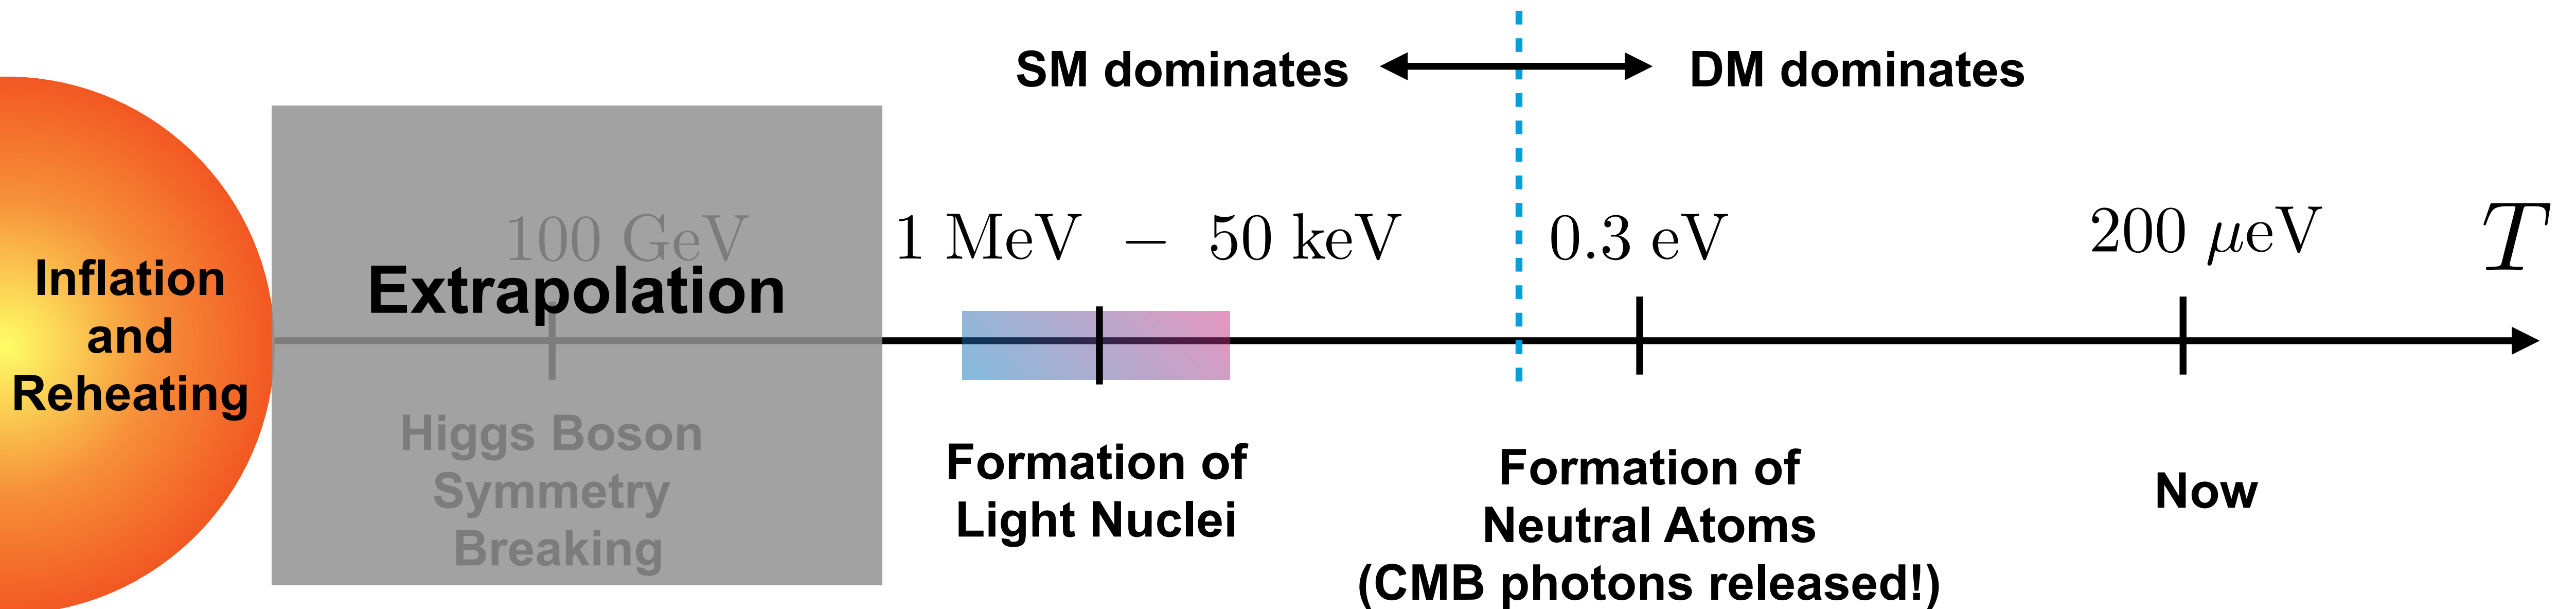 SM dominates
DM dominates
100 GeV
1 MeV – 50 keV
0.3 eV
200 μeV
T
Inflation
and
Reheating
Extrapolation
Higgs Boson
Symmetry
Breaking
Formation of
Light Nuclei
Formation of
Neutral Atoms
(CMB photons released!)
Now